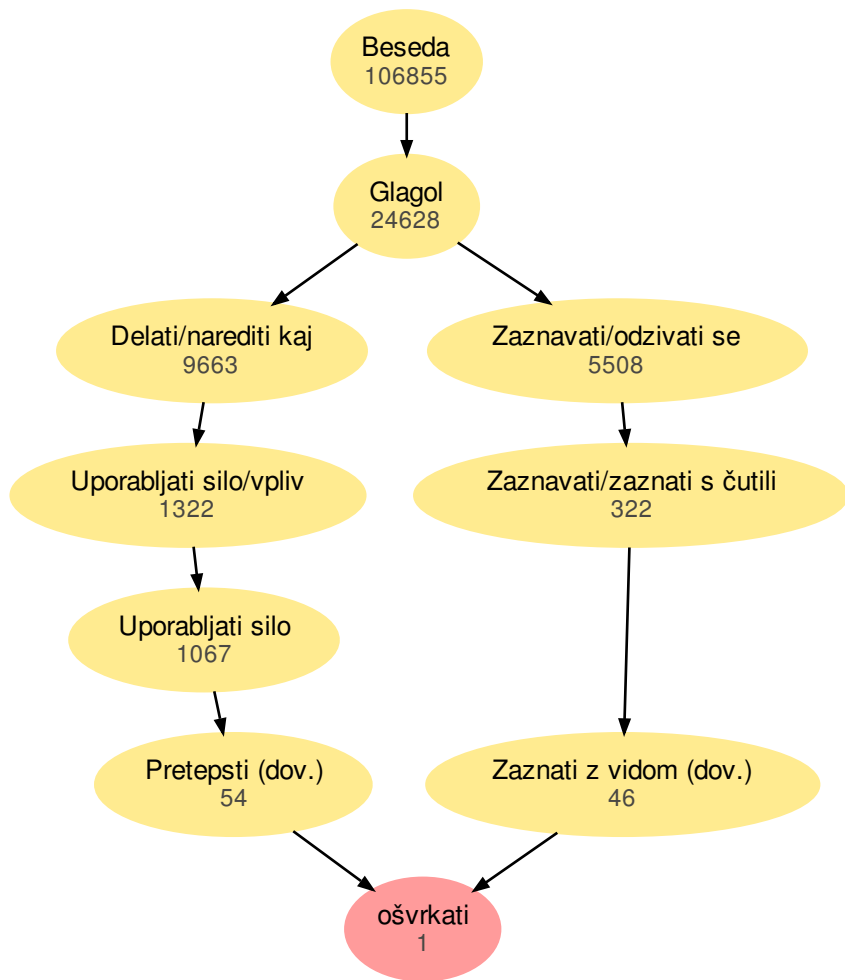 Beseda
106855
Glagol
24628
Delati/narediti kaj
9663
Zaznavati/odzivati se
5508
Uporabljati silo/vpliv
1322
Zaznavati/zaznati s čutili
322
Uporabljati silo
1067
Pretepsti (dov.)
54
Zaznati z vidom (dov.)
46
ošvrkati
1